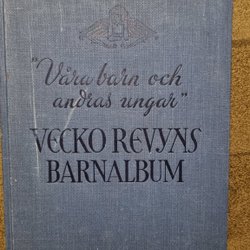 "Våra barn och
andras ungar"
VECKO REVYNS
BARNALBUM